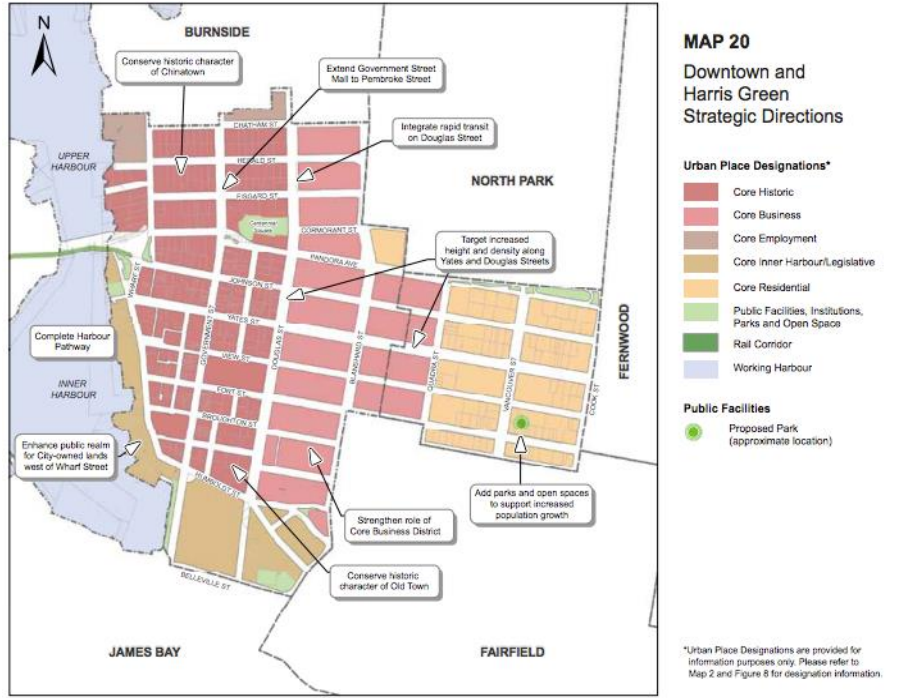 N
BURNSIDE
Conserve historic character
of Chinatown
Extend Government Street
Mall to Pembroke Street
CHATHAM ST
Integrate rapid transit
on Douglas Street
UPPER
HARBOUR
HERALD ST
NORTH PARK
FISGARD ST
Centennial
Square
CORMORANT ST
Target increased
height and density along
Yates and Douglas Streets
PANDORA AVE
WHARF ST
JOHNSON ST
GOVERNMENT ST
YATES ST
DOUGLAS ST
BLANSHARD ST
Complete Harbour
Pathway
VIEW ST
QUADRA ST
VANCOUVER ST
COOK ST
FERNWOOD
INNER
HARBOUR
FORT ST
BROUGHTON ST
Enhance public realm
for City-owned lands
west of Wharf Street
HUMBOLDT ST
Add parks and open spaces
to support increased
population growth
Strengthen role of
Core Business District
Conserve historic
character of Old Town
BELLEVILLE ST
JAMES BAY
FAIRFIELD
MAP 20
Downtown and
Harris Green
Strategic Directions
Urban Place Designations*
Core Historic
Core Business
Core Employment
Core Inner Harbour/Legislative
Core Residential
Public Facilities, Institutions,
Parks and Open Space
Rail Corridor
Working Harbour
Public Facilities
Proposed Park
(approximate location)
*Urban Place Designations are provided for
information purposes only. Please refer to
Map 2 and Figure 8 for designation information.